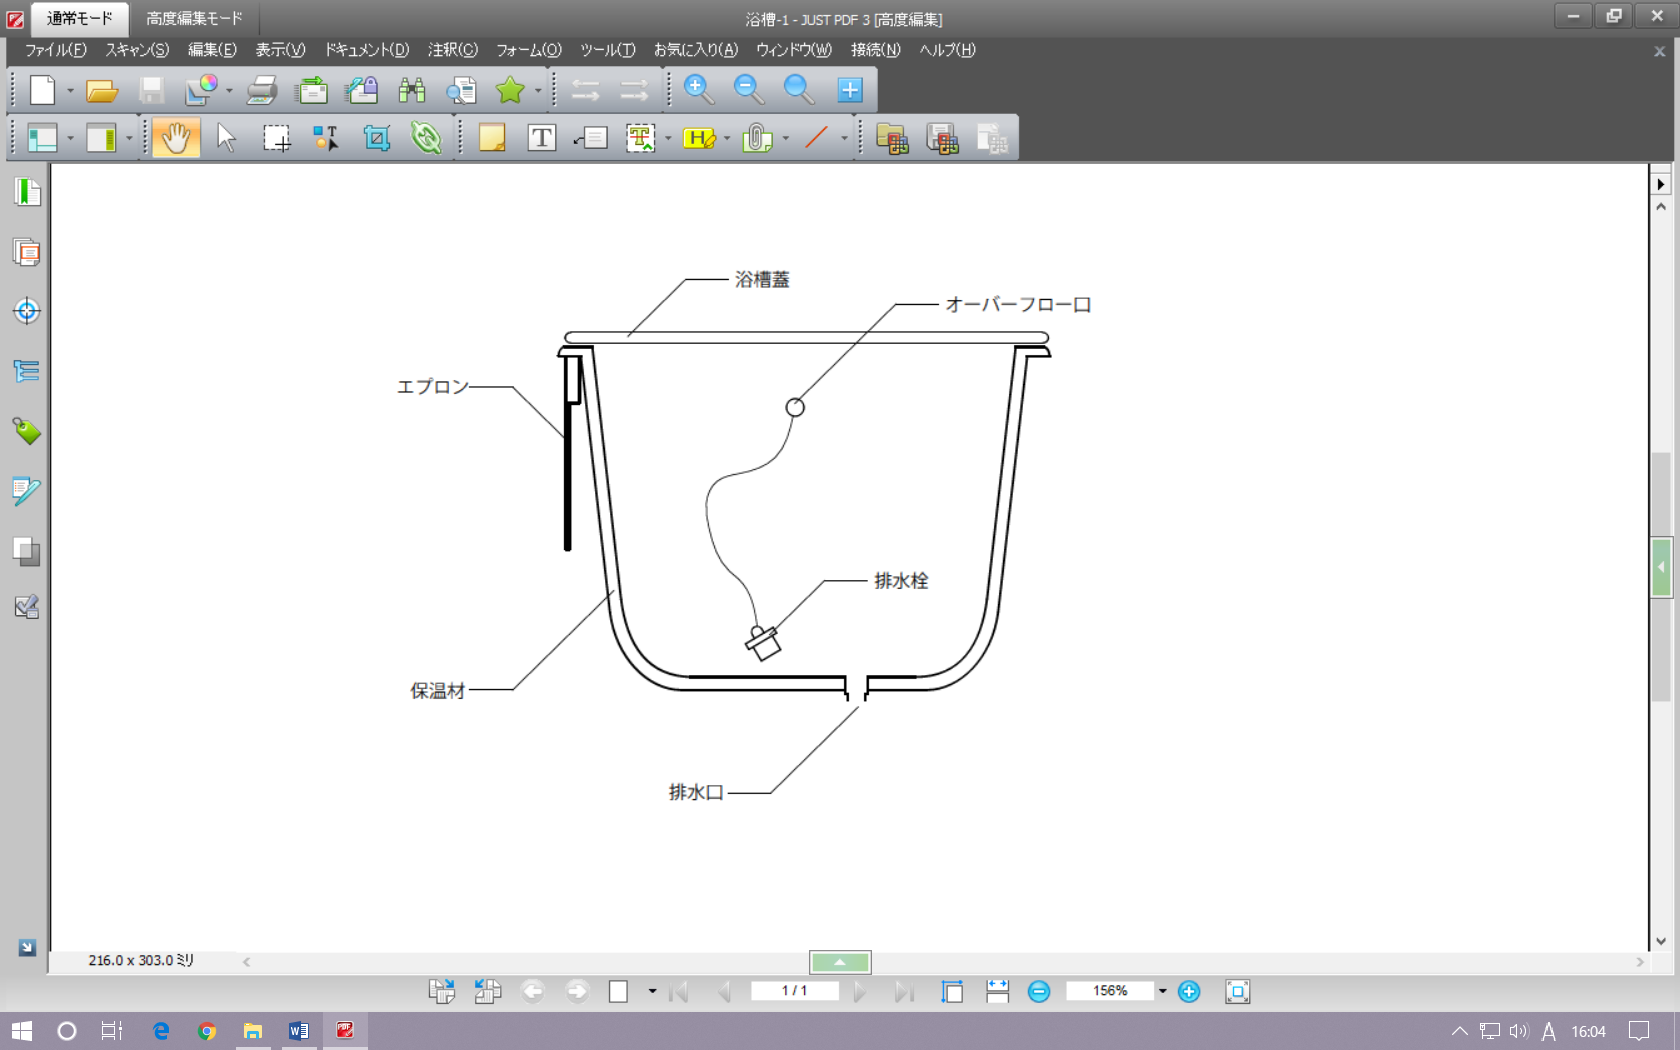 通常モード
高度編集モード
浴槽-1 - JUST PDF 3 [高度編集]
ファイル(F) スキャン(S) 編集(E) 表示(V) ドキュメント(D) 注釈(C) フォーム(O) ツール(T) お気に入り(A) ウィンドウ(W) 接続(N) ヘルプ(H)
浴槽蓋
オーバーフロー口
エプロン
排水栓
保温材
排水口
216.0 x 303.0 ミリ
1 / 1
156%
A 16:04